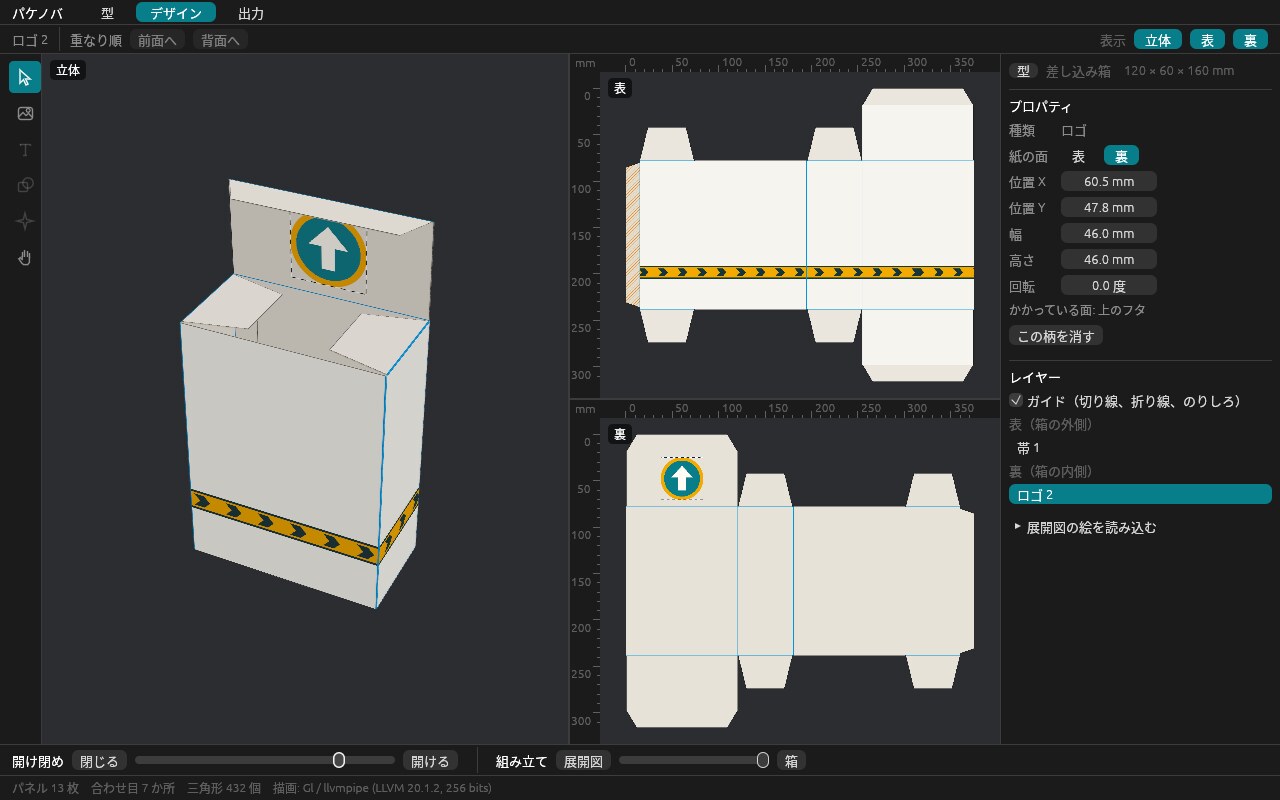 パケノバ 型 デザイン 出力
ロゴ 2 重なり順 前面へ 背面へ 表示 立体 表 裏
立体
mm 0 50 100 150 200 250 300 350
表
0
50
100
150
200
250
300
mm 0 50 100 150 200 250 300 350
裏
0
50
100
150
200
250
300
型 差し込み箱 120 × 60 × 160 mm
プロパティ
種類 ロゴ
紙の面 表 裏
位置 X 60.5 mm
位置 Y 47.8 mm
幅 46.0 mm
高さ 46.0 mm
回転 0.0 度
かかっている面: 上のフタ
この柄を消す
レイヤー
ガイド（切り線、折り線、のりしろ）
表（箱の外側）
帯 1
裏（箱の内側）
ロゴ 2
展開図の絵を読み込む
開け閉め 閉じる 開ける 組み立て 展開図 箱
パネル 13 枚 合わせ目 7 か所 三角形 432 個 描画: Gl / llvmpipe (LLVM 20.1.2, 256 bits)